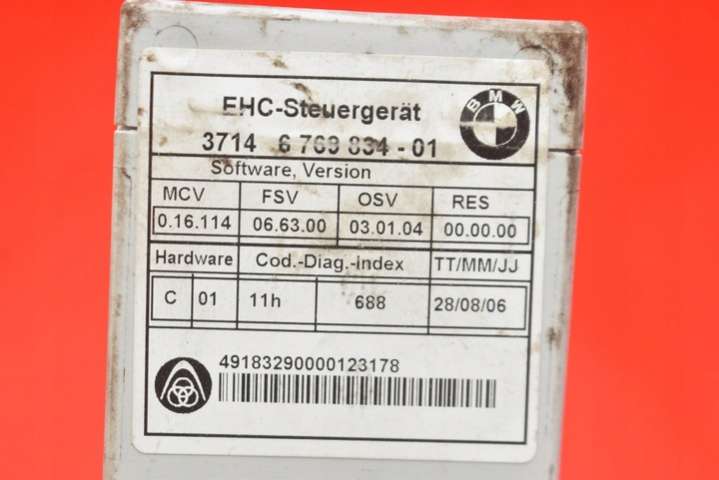 EHC-Steuergerät
BMW
3714 6 769 834 - 01
Software, Version
MCV FSV OSV RES
0.16.114 06.63.00 03.01.04 00.00.00
Hardware Cod.-Diag.-index TT/MM/JJ
C 01 11h 688 28/08/06
49183290000123178